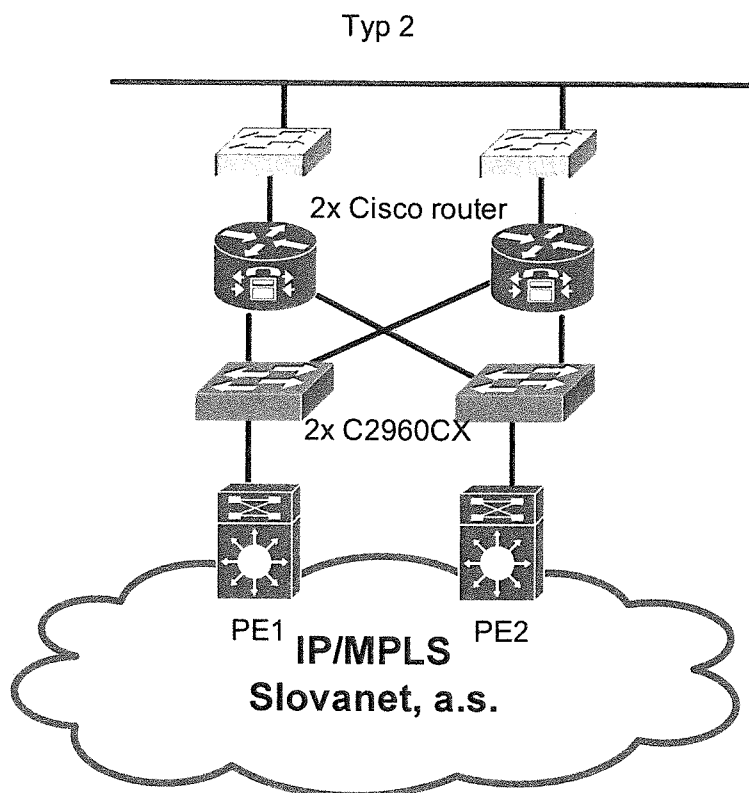 Typ 2
2x Cisco router
2x C2960CX
PE1
PE2
IP/MPLS
Slovanet, a.s.